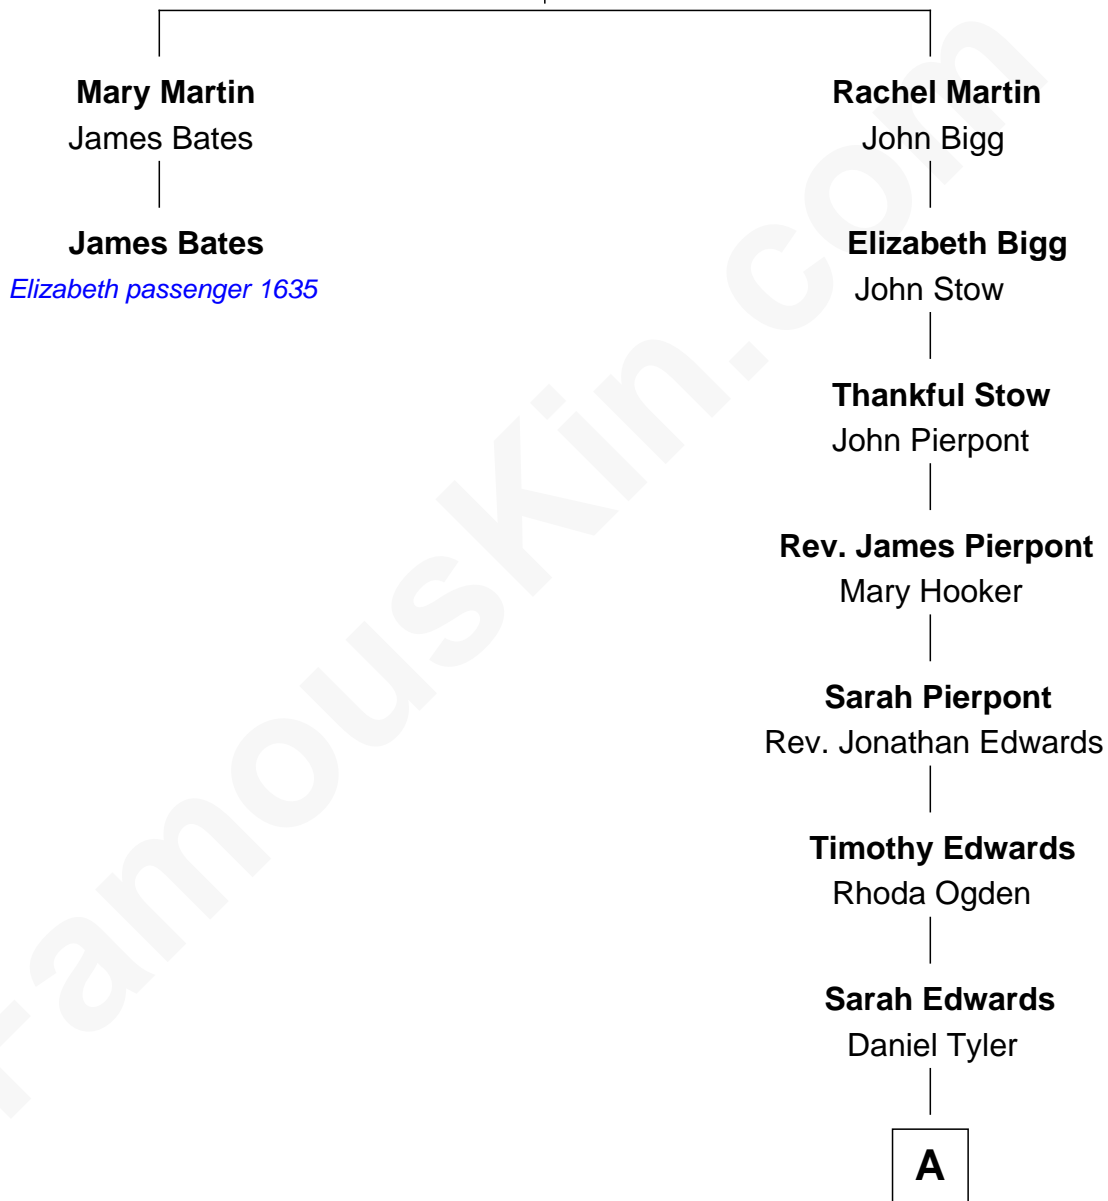 Mary Martin
James Bates
James Bates
Elizabeth passenger 1635
Rachel Martin
John Bigg
Elizabeth Bigg
John Stow
Thankful Stow
John Pierpont
Rev. James Pierpont
Mary Hooker
Sarah Pierpont
Rev. Jonathan Edwards
Timothy Edwards
Rhoda Ogden
Sarah Edwards
Daniel Tyler
A
FamousKin.com